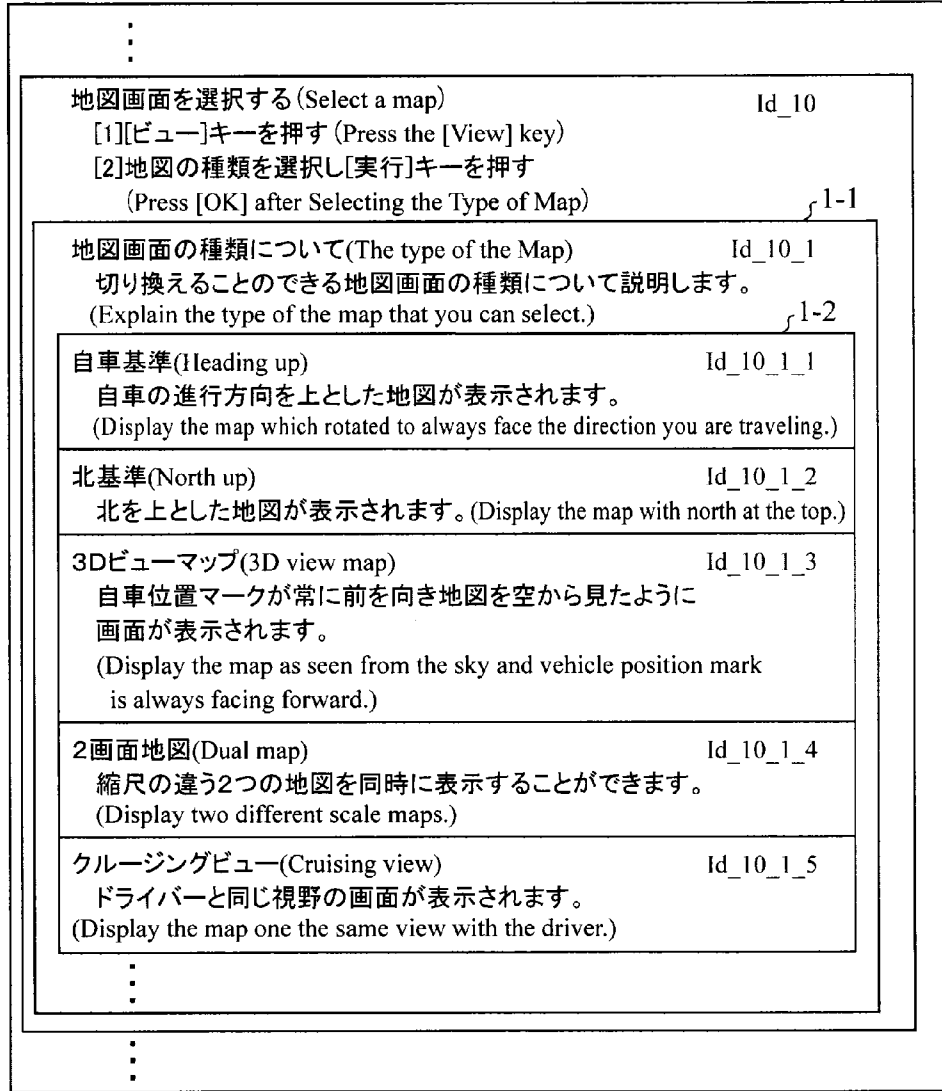 地図画面を選択する(Select a map) Id_10
[1][ビュー]キーを押す(Press the [View] key)
[2]地図の種類を選択し[実行]キーを押す
(Press [OK] after Selecting the Type of Map)
1-1
地図画面の種類について(The type of the Map) Id_10_1
切り換えることのできる地図画面の種類について説明します。
(Explain the type of the map that you can select.)
1-2
自車基準(Heading up) Id_10_1_1
自車の進行方向を上とした地図が表示されます。
(Display the map which rotated to always face the direction you are traveling.)
北基準(North up) Id_10_1_2
北を上とした地図が表示されます。(Display the map with north at the top.)
3Dビューマップ(3D view map) Id_10_1_3
自車位置マークが常に前を向き地図を空から見たように
画面が表示されます。
(Display the map as seen from the sky and vehicle position mark
is always facing forward.)
2画面地図(Dual map) Id_10_1_4
縮尺の違う2つの地図を同時に表示することができます。
(Display two different scale maps.)
クルージングビュー(Cruising view) Id_10_1_5
ドライバーと同じ視野の画面が表示されます。
(Display the map one the same view with the driver.)